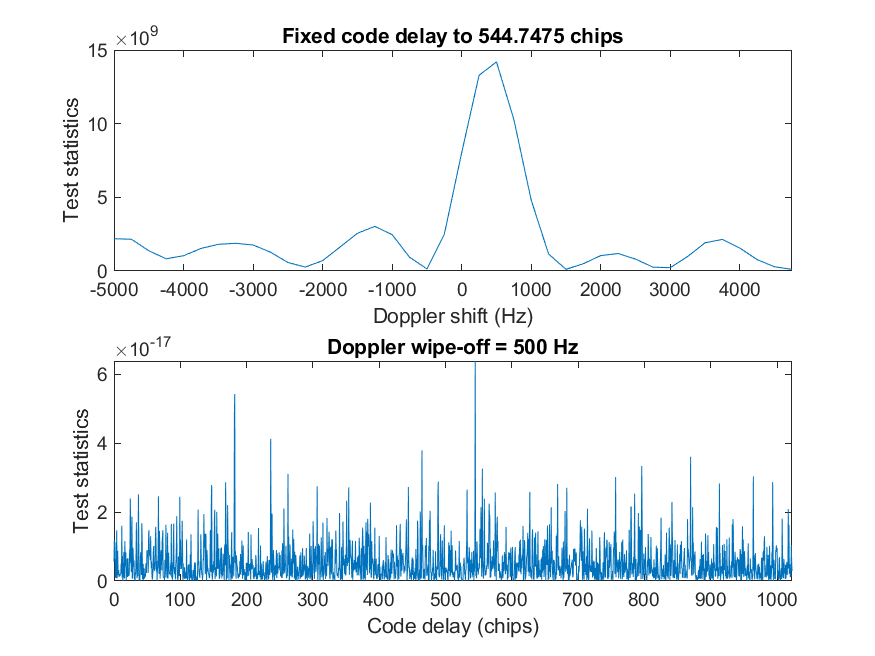 ×10⁹
Fixed code delay to 544.7475 chips
15
10
5
0
Test statistics
-5000 -4000 -3000 -2000 -1000 0 1000 2000 3000 4000
Doppler shift (Hz)
×10⁻¹⁷
Doppler wipe-off = 500 Hz
6
4
2
0
Test statistics
0 100 200 300 400 500 600 700 800 900 1000
Code delay (chips)